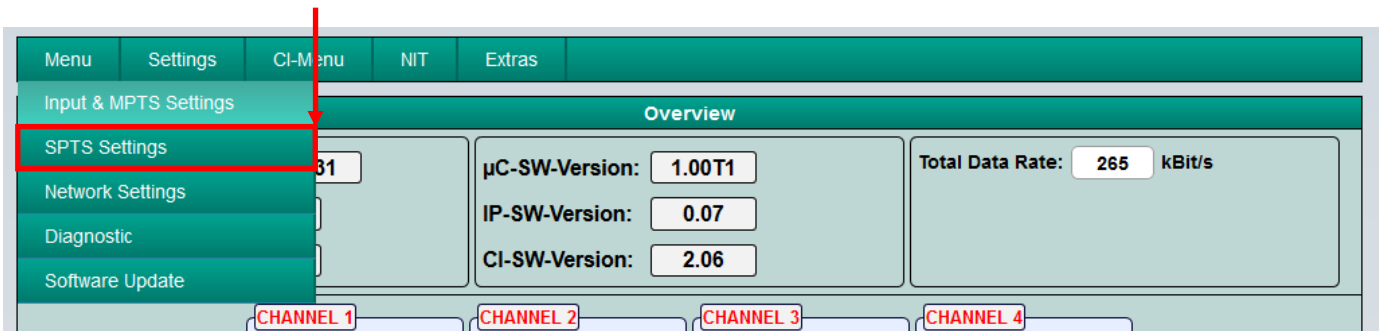 Menu Settings CI-Menu NIT Extras
Input & MPTS Settings
Overview
SPTS Settings
31
µC-SW-Version: 1.00T1
Total Data Rate: 265 kBit/s
Network Settings
IP-SW-Version: 0.07
Diagnostic
CI-SW-Version: 2.06
Software Update
CHANNEL 1 CHANNEL 2 CHANNEL 3 CHANNEL 4